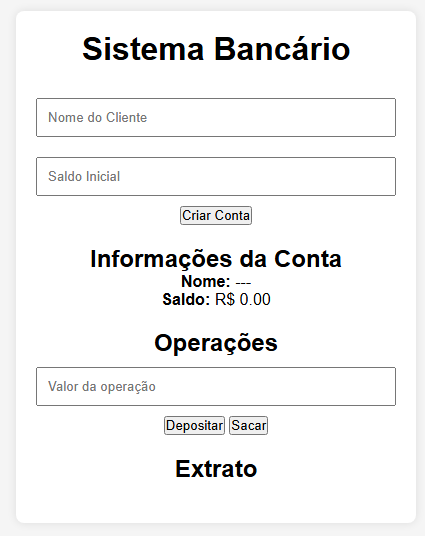 Sistema Bancário
Nome do Cliente
Saldo Inicial
Criar Conta
Informações da Conta
Nome: ---
Saldo: R$ 0.00
Operações
Valor da operação
Depositar Sacar
Extrato